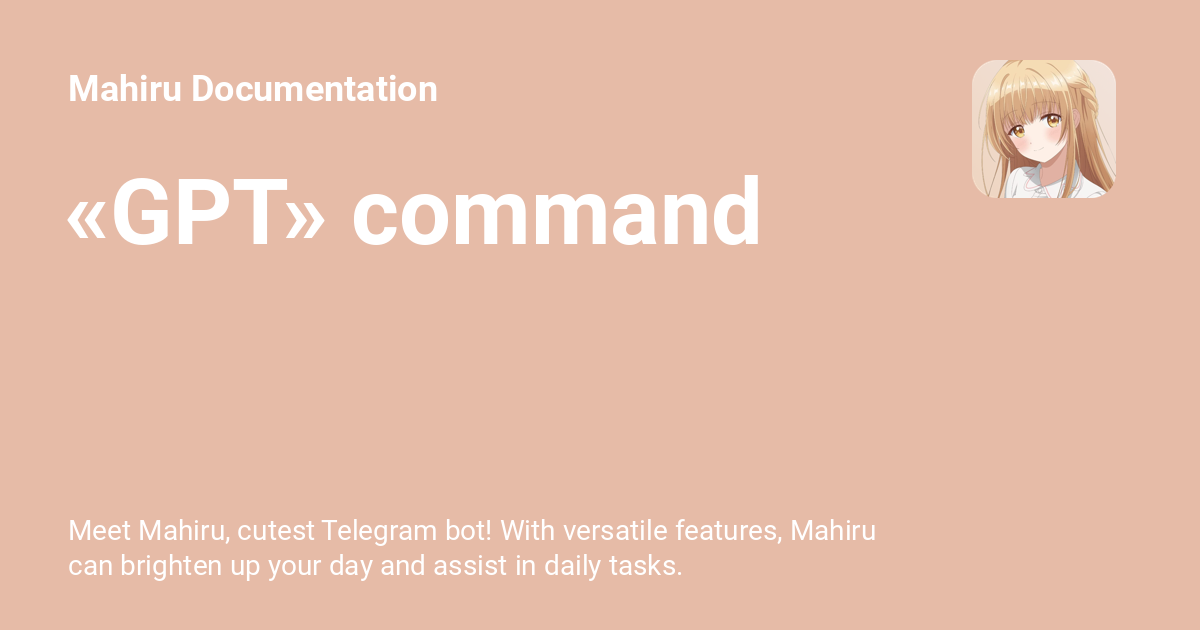 Mahiru Documentation
«GPT» command
Meet Mahiru, cutest Telegram bot! With versatile features, Mahiru
can brighten up your day and assist in daily tasks.